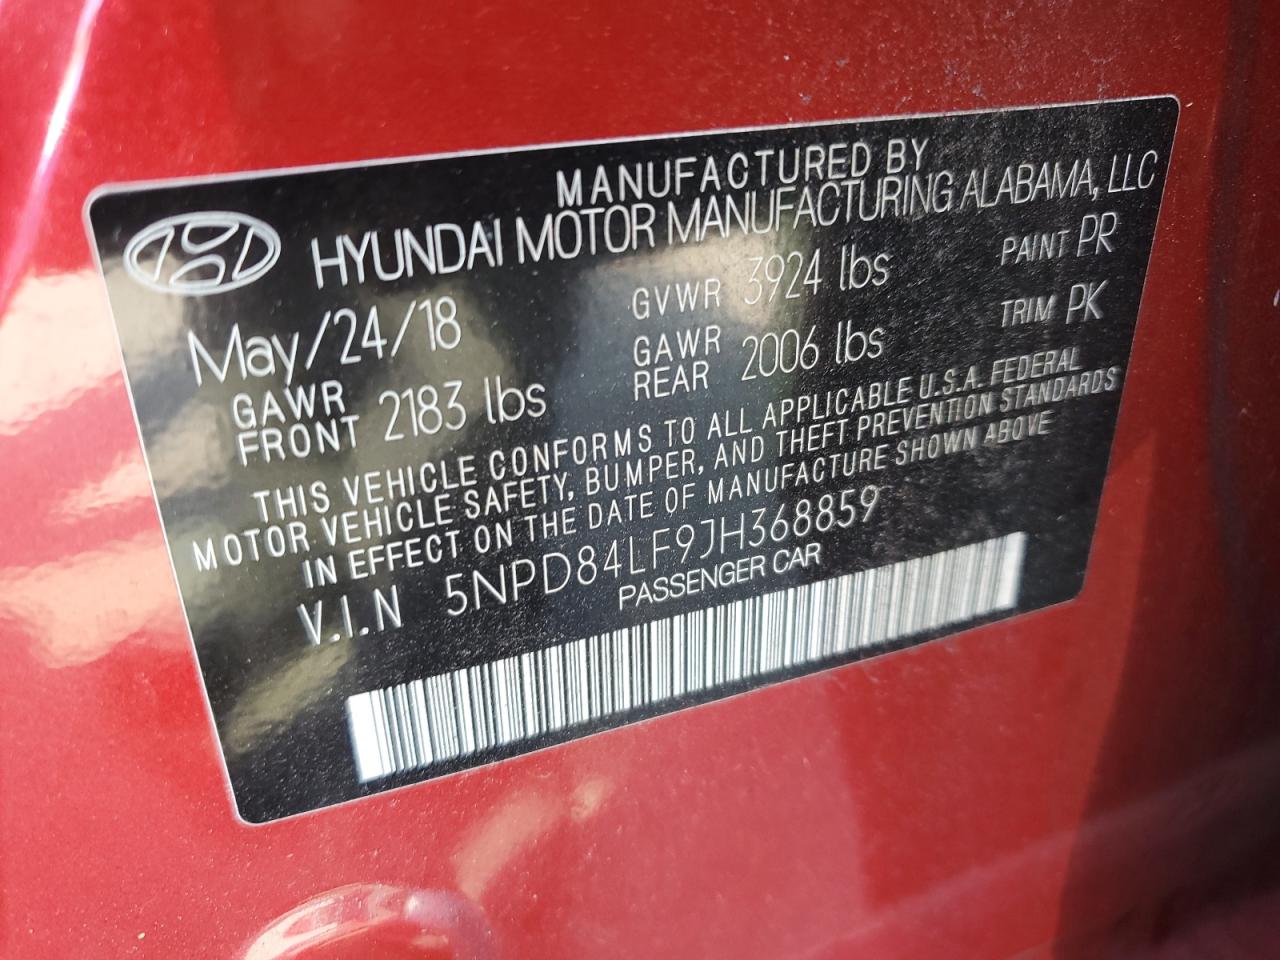 MANUFACTURED BY
HYUNDAI MOTOR MANUFACTURING ALABAMA, LLC
May/24/18 GVWR 3924 lbs PAINT PR
GAWR FRONT 2183 lbs GAWR REAR 2006 lbs TRIM PK
THIS VEHICLE CONFORMS TO ALL APPLICABLE U.S.A. FEDERAL
MOTOR VEHICLE SAFETY, BUMPER, AND THEFT PREVENTION STANDARDS
IN EFFECT ON THE DATE OF MANUFACTURE SHOWN ABOVE
V.I.N 5NPD84LF9JH368859
PASSENGER CAR